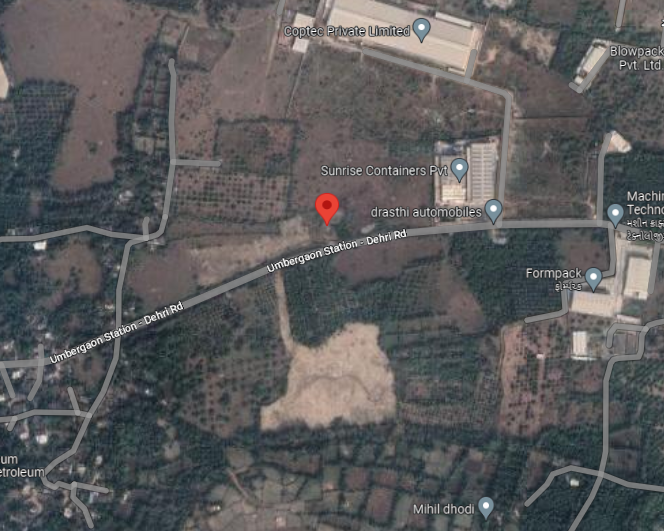 Coptec Private Limited
Blowpack
Pvt. Ltd
Sunrise Containers Pvt
drasthi automobiles
Machin
Techno
Umbergaon Station - Dehri Rd
Formpack
Umbergaon Station - Dehri Rd
um
etroleum
Mihil dhodi